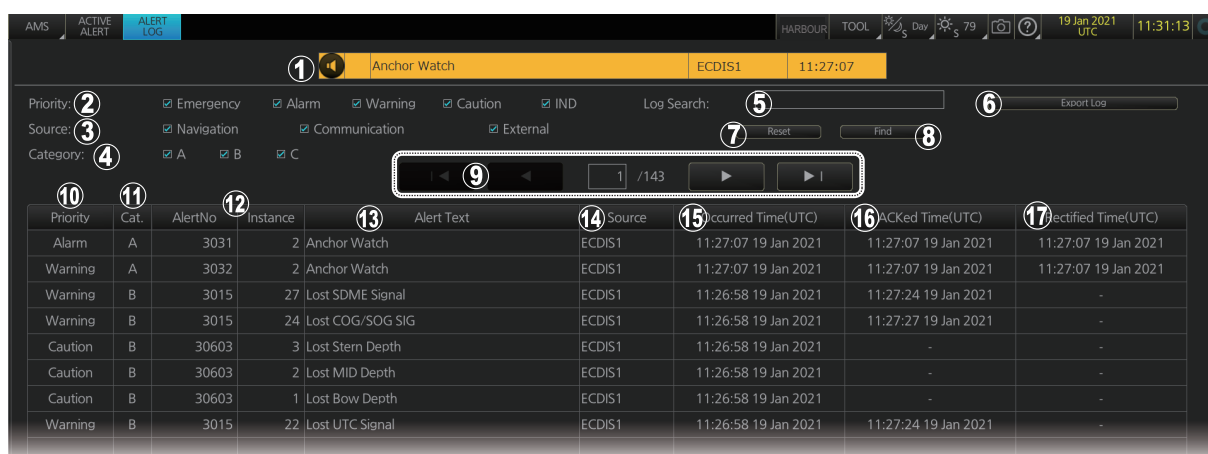 AMS ACTIVE ALERT ALERT LOG HARBOUR TOOL S Day S 79 ? 19 Jan 2021 UTC 11:31:13
1 Anchor Watch ECDIS1 11:27:07
Priority: 2 Emergency Alarm Warning Caution IND Log Search: 5 6 Export Log
Source: 3 Navigation Communication External 7 Reset Find 8
Category: 4 A B C
9 1 /143
10 11 12 13 14 15 16 17
Priority Cat. AlertNo Instance Alert Text Source Occurred Time(UTC) ACKed Time(UTC) Rectified Time(UTC)
Alarm A 3031 2 Anchor Watch ECDIS1 11:27:07 19 Jan 2021 11:27:07 19 Jan 2021 11:27:07 19 Jan 2021
Warning A 3032 2 Anchor Watch ECDIS1 11:27:07 19 Jan 2021 11:27:07 19 Jan 2021 11:27:07 19 Jan 2021
Warning B 3015 27 Lost SDME Signal ECDIS1 11:26:58 19 Jan 2021 11:27:24 19 Jan 2021 -
Warning B 3015 24 Lost COG/SOG SIG ECDIS1 11:26:58 19 Jan 2021 11:27:27 19 Jan 2021 -
Caution B 30603 3 Lost Stern Depth ECDIS1 11:26:58 19 Jan 2021 - -
Caution B 30603 2 Lost MID Depth ECDIS1 11:26:58 19 Jan 2021 - -
Caution B 30603 1 Lost Bow Depth ECDIS1 11:26:58 19 Jan 2021 - -
Warning B 3015 22 Lost UTC Signal ECDIS1 11:26:58 19 Jan 2021 11:27:24 19 Jan 2021 -